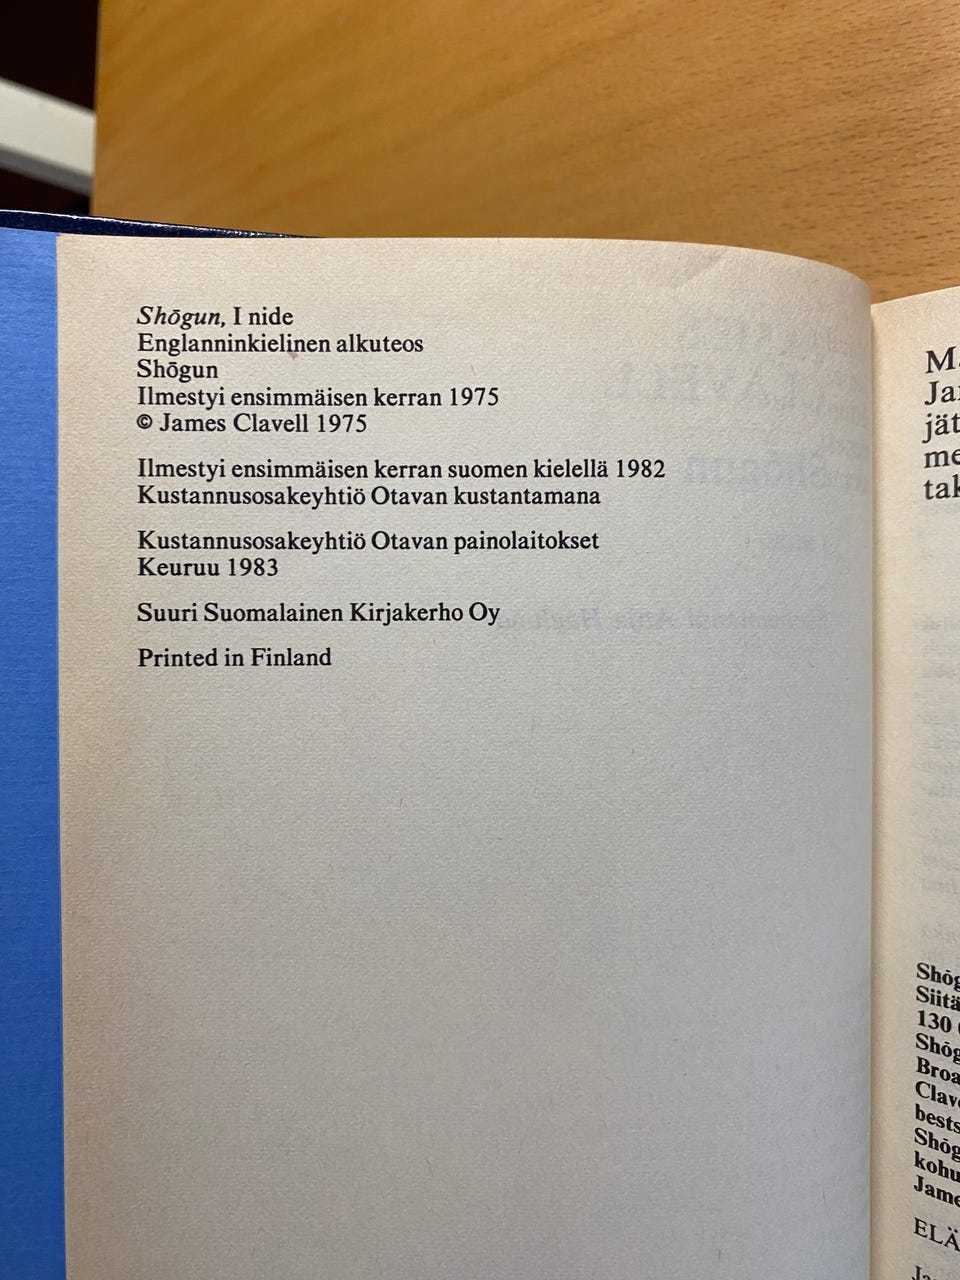 Shōgun, I nide
Englanninkielinen alkuteos
Shōgun
Ilmestyi ensimmäisen kerran 1975
© James Clavell 1975
Ilmestyi ensimmäisen kerran suomen kielellä 1982
Kustannusosakeyhtiö Otavan kustantamana
Kustannusosakeyhtiö Otavan painolaitokset
Keuruu 1983
Suuri Suomalainen Kirjakerho Oy
Printed in Finland
130